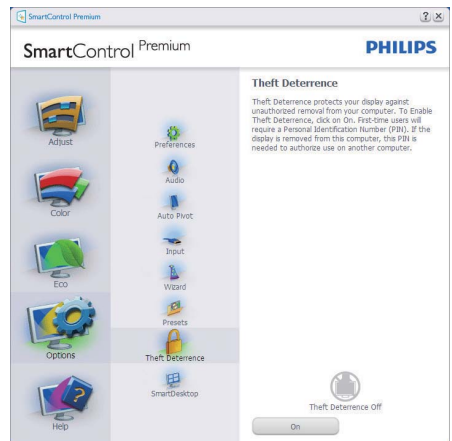 SmartControl Premium
SmartControl Premium
PHILIPS
Adjust
Color
Eco
Options
Help
Preferences
Audio
Auto Pivot
Input
Wizard
Presets
Theft Deterrence
SmartDesktop
Theft Deterrence
Theft Deterrence protects your display against
unauthorized removal from your computer. To Enable
Theft Deterrence, click on On. First-time users will
require a Personal Identification Number (PIN). If the
display is removed from this computer, this PIN is
needed to authorize use on another computer.
Theft Deterrence Off
On